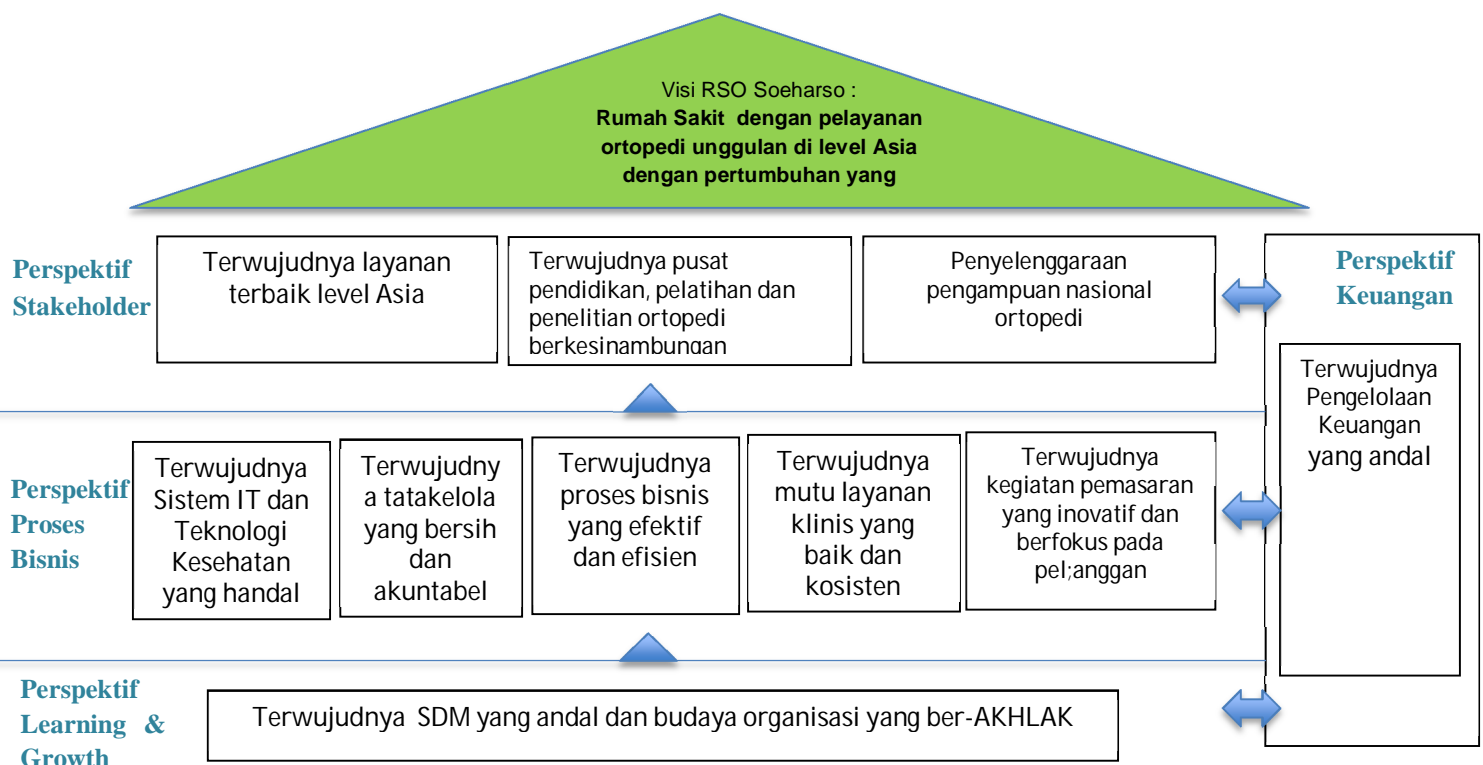 Visi RSO Soeharso :
Rumah Sakit dengan pelayanan
ortopedi unggulan di level Asia
dengan pertumbuhan yang
Perspektif
Stakeholder
Terwujudnya layanan
terbaik level Asia
Terwujudnya pusat
pendidikan, pelatihan dan
penelitian ortopedi
berkesinambungan
Penyelenggaraan
pengampuan nasional
ortopedi
Perspektif
Keuangan
Terwujudnya
Pengelolaan
Keuangan
yang andal
Perspektif
Proses
Bisnis
Terwujudnya
Sistem IT dan
Teknologi
Kesehatan
yang handal
Terwujudny
a tatakelola
yang bersih
dan
akuntabel
Terwujudnya
proses bisnis
yang efektif
dan efisien
Terwujudnya
mutu layanan
klinis yang
baik dan
kosisten
Terwujudnya
kegiatan pemasaran
yang inovatif dan
berfokus pada
pel;anggan
Perspektif
Learning &
Growth
Terwujudnya SDM yang andal dan budaya organisasi yang ber-AKHLAK